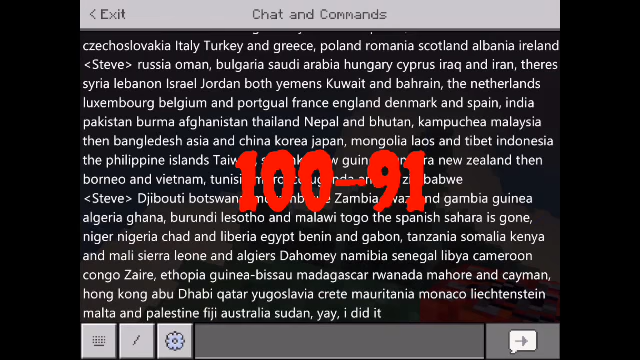 Exit
Chat and Commands
czechoslovakia Italy Turkey and greece, poland romania scotland albania ireland
<Steve> russia oman, bulgaria saudi arabia hungary cyprus iraq and iran, theres
syria lebanon Israel Jordan both yemens Kuwait and bahrain, the netherlands
luxembourg belgium and portgual france england denmark and spain, india
pakistan burma afghanistan thailand Nepal and bhutan, kampuchea malaysia
then bangladesh asia and china korea japan, mongolia laos and tibet indonesia
the philippine islands new zealand then
100-91
borneo and vietnam,
<Steve> Djibouti Zambia and gambia guinea
algeria ghana, burundi lesotho and malawi togo the spanish sahara is gone,
niger nigeria chad and liberia egypt benin and gabon, tanzania somalia kenya
and mali sierra leone and algiers Dahomey namibia senegal libya cameroon
congo Zaire, ethopia guinea-bissau madagascar rwanada mahore and cayman,
hong kong abu Dhabi qatar yugoslavia crete mauritania monaco liechtenstein
malta and palestine fiji australia sudan, yay, i did it